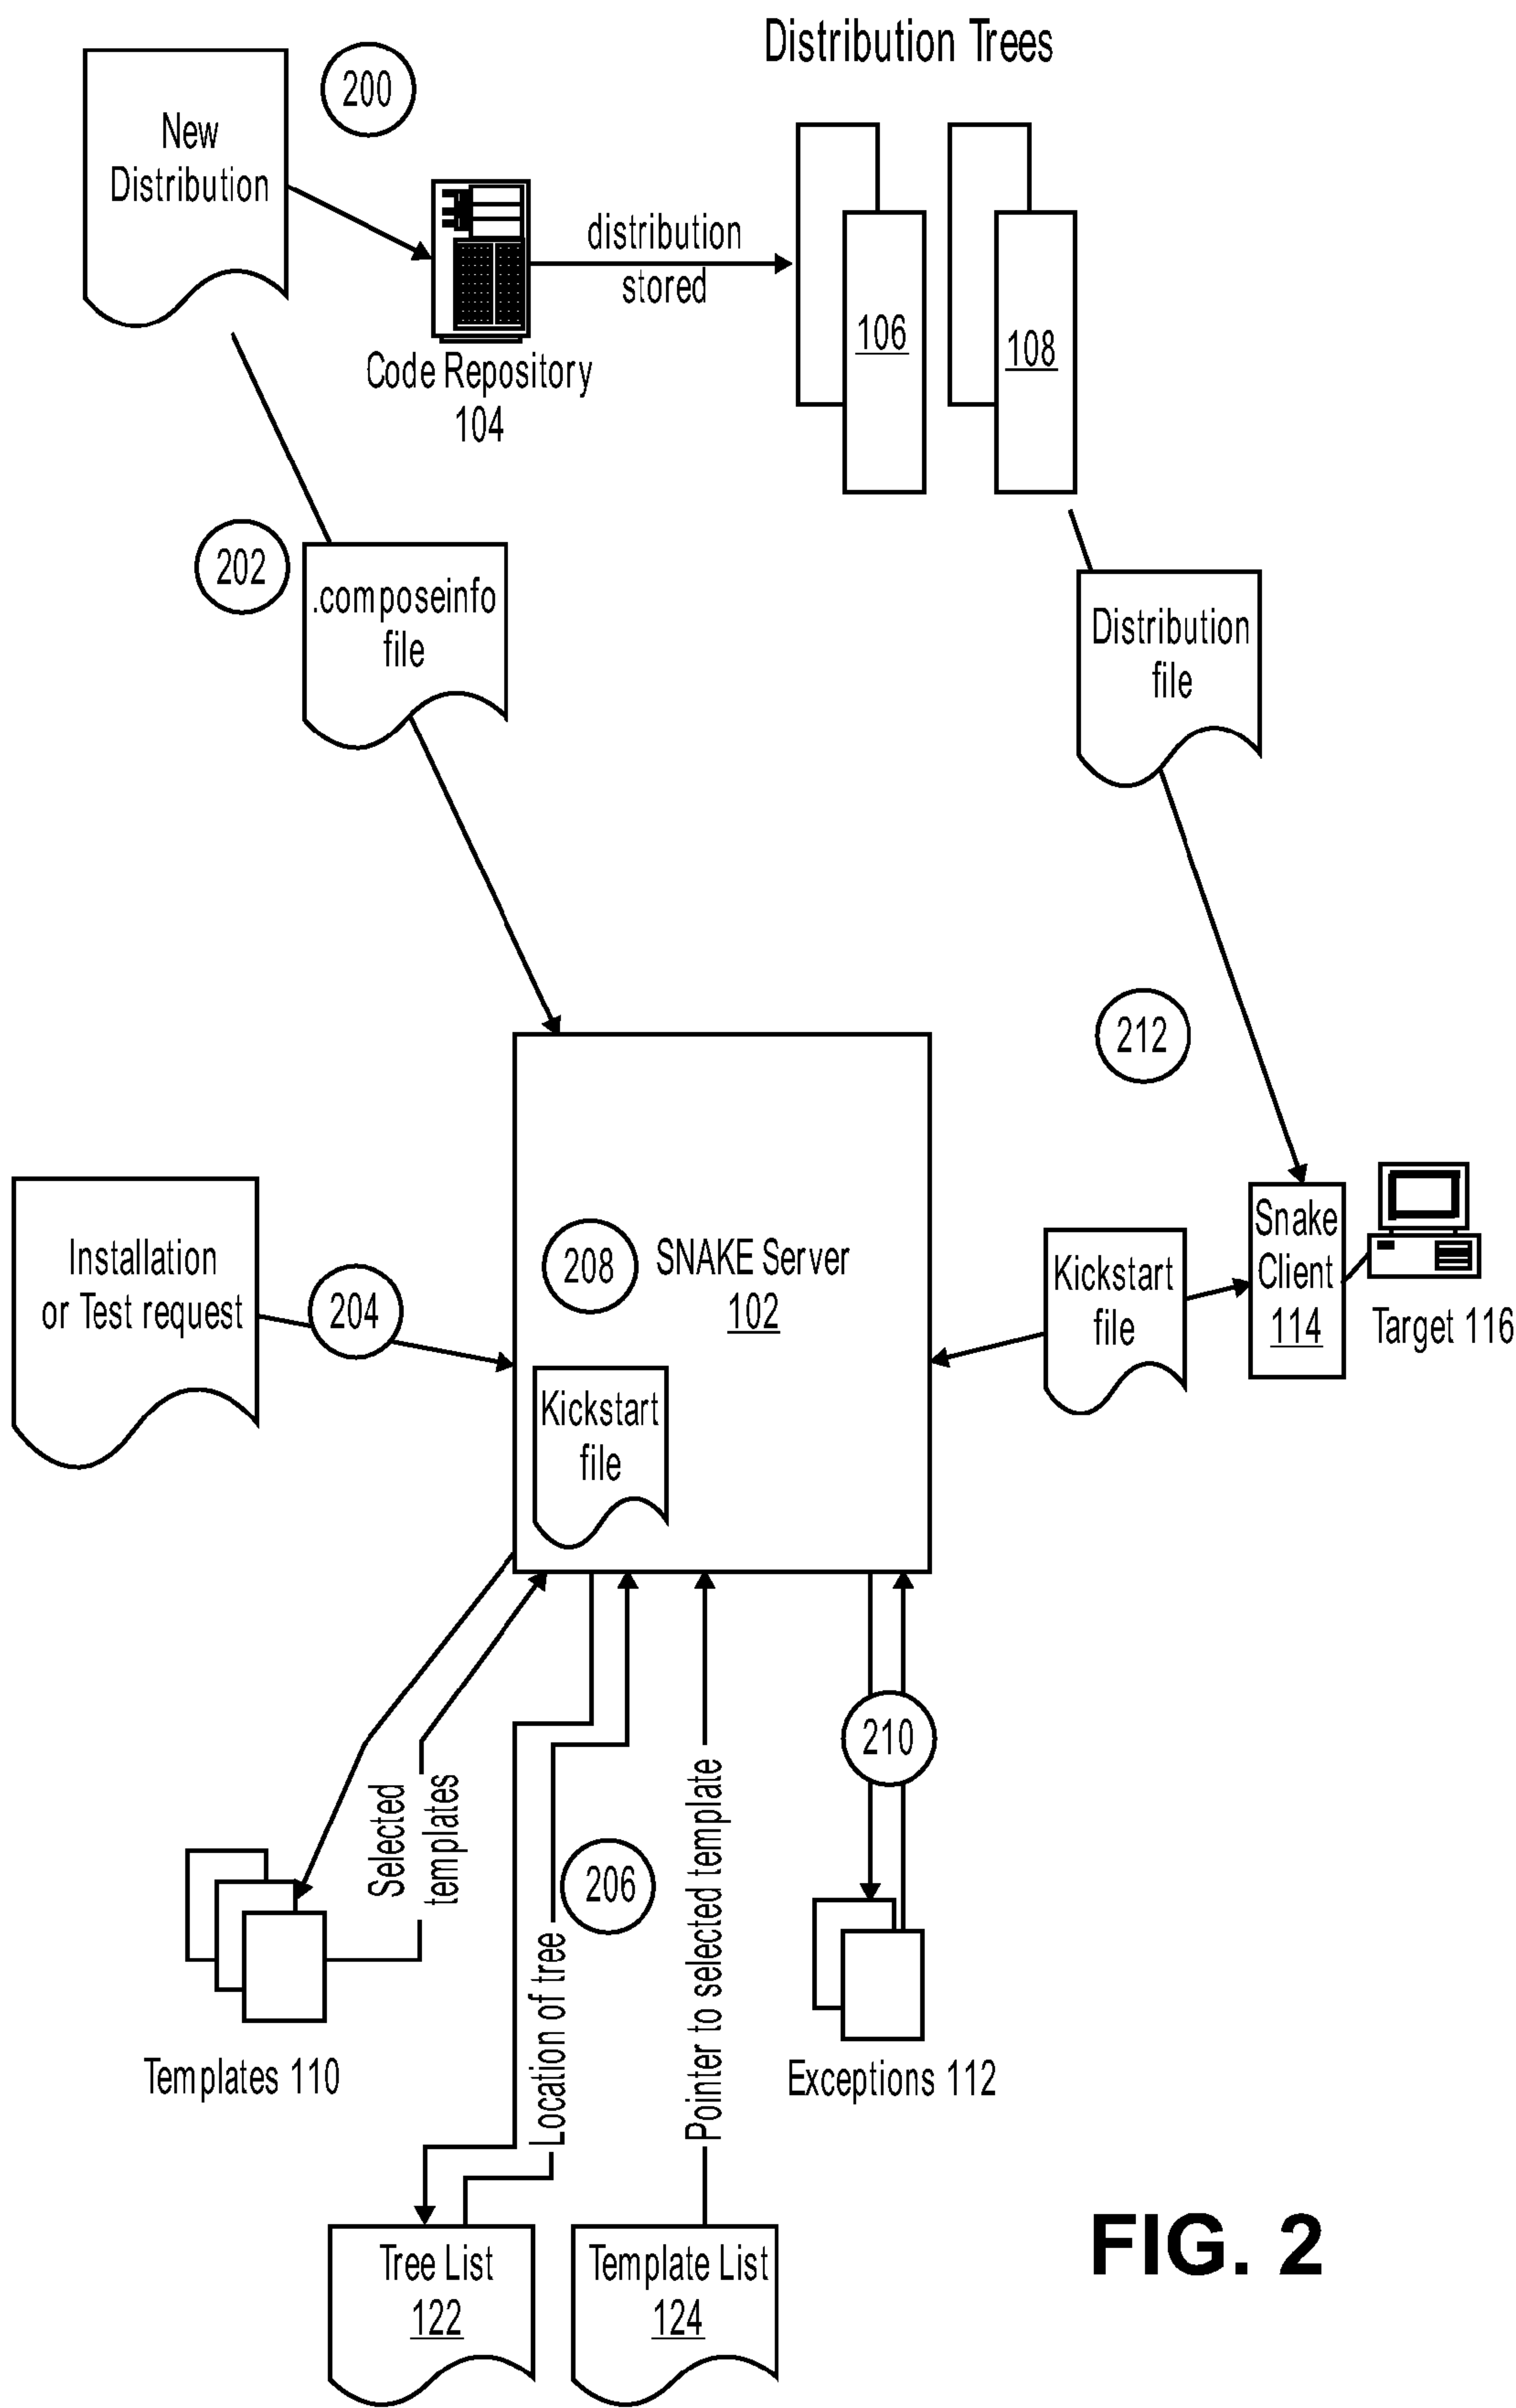 Distribution Trees
200
New
Distribution
distribution
stored
106
108
Code Repository
104
202
.composeinfo
file
Distribution
file
212
Installation
or Test request
204
208
SNAKE Server
102
Kickstart
file
Kickstart
file
Snake
Client
114
Target 116
Selected
templates
206
Location of tree
Pointer to selected template
210
Templates 110
Exceptions 112
Tree List
122
Template List
124
FIG. 2